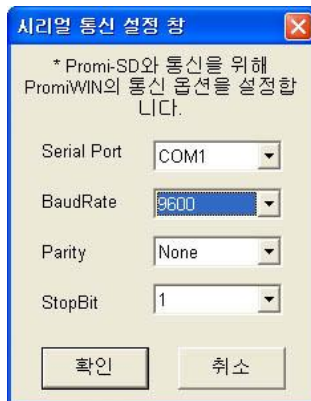 시리얼 통신 설정 창
* Promi-SD와 통신을 위해
PromiWIN의 통신 옵션을 설정합
니다.
Serial Port COM1
BaudRate 9600
Parity None
StopBit 1
확인 취소